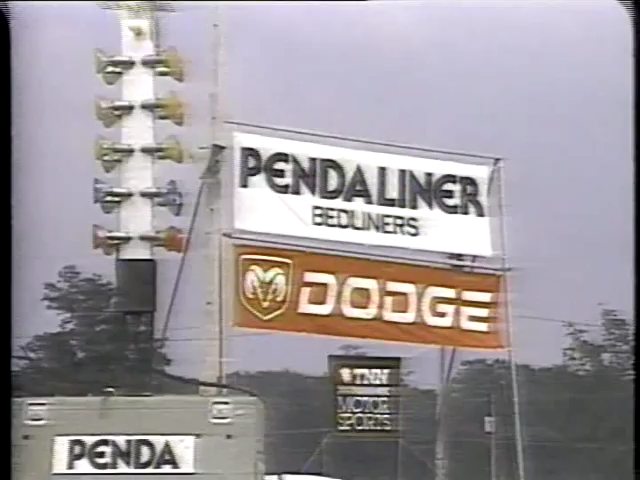 PENDALINER
BEDLINERS
DODGE
TNN
MOTOR
SPORTS
PENDA